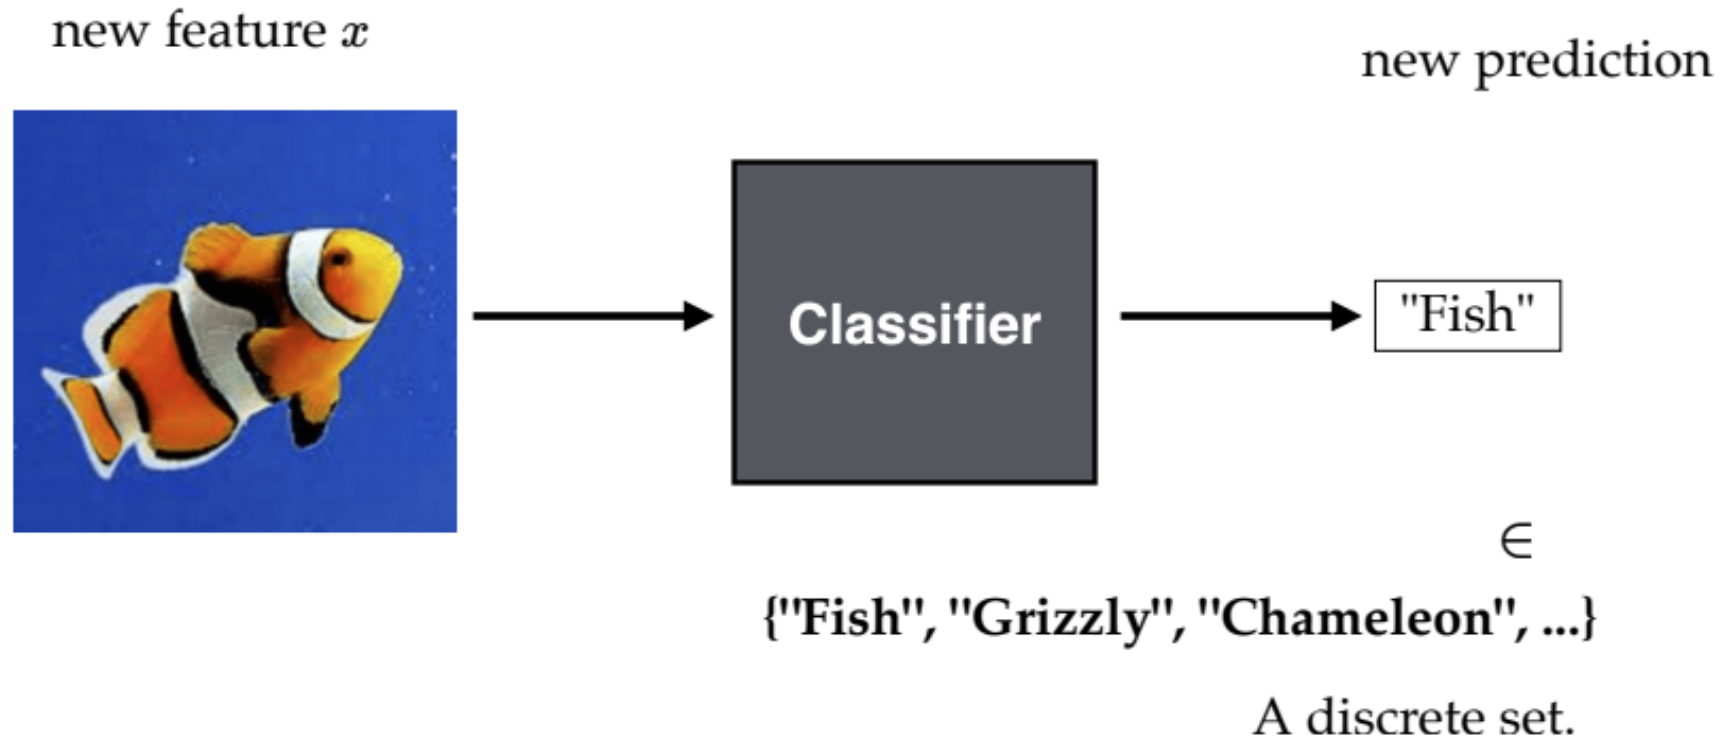 new feature x
new prediction
Classifier
"Fish"
∈
{"Fish", "Grizzly", "Chameleon", ...}
A discrete set.